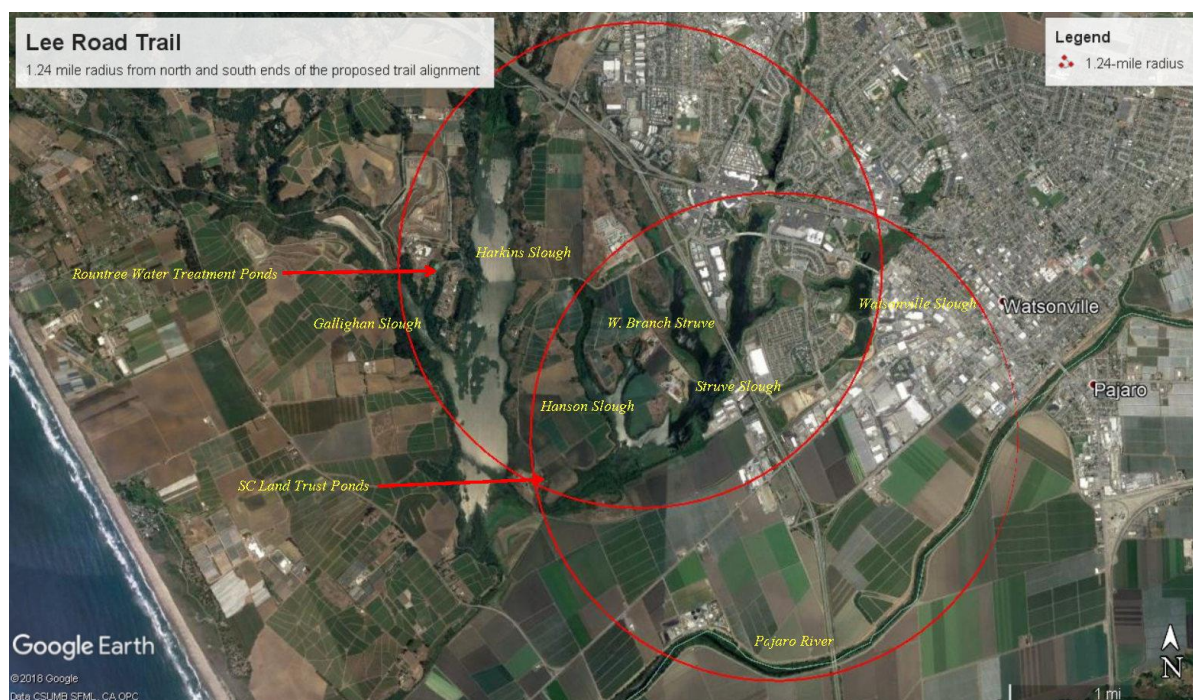 Lee Road Trail
1.24 mile radius from north and south ends of the proposed trail alignment
Legend
1.24-mile radius
Harkins Slough
Rountree Water Treatment Ponds
Gallighan Slough
W. Branch Struve
Watsonville Slough
Watsonville
Struve Slough
Pajaro
Hanson Slough
SC Land Trust Ponds
Pajaro River
Google Earth
©2018 Google
Data CSUMB SFML, CA OPC
N
1 mi